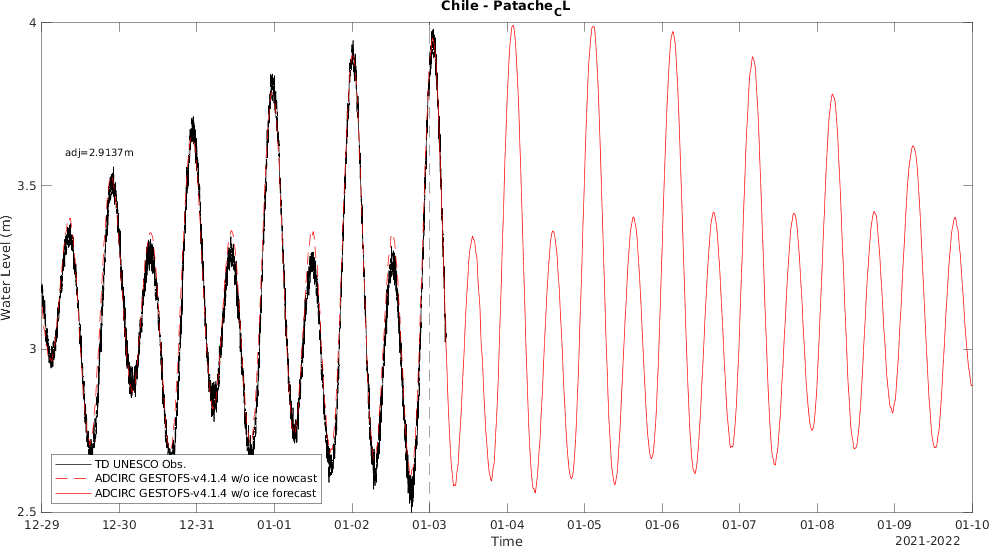 Chile - Patache_CL
4
adj=2.9137m
3.5
Water Level (m)
3
TD UNESCO Obs.
ADCIRC GESTOFS-v4.1.4 w/o ice nowcast
ADCIRC GESTOFS-v4.1.4 w/o ice forecast
2.5
12-29 12-30 12-31 01-01 01-02 01-03 01-04 01-05 01-06 01-07 01-08 01-09 01-10
Time
2021-2022